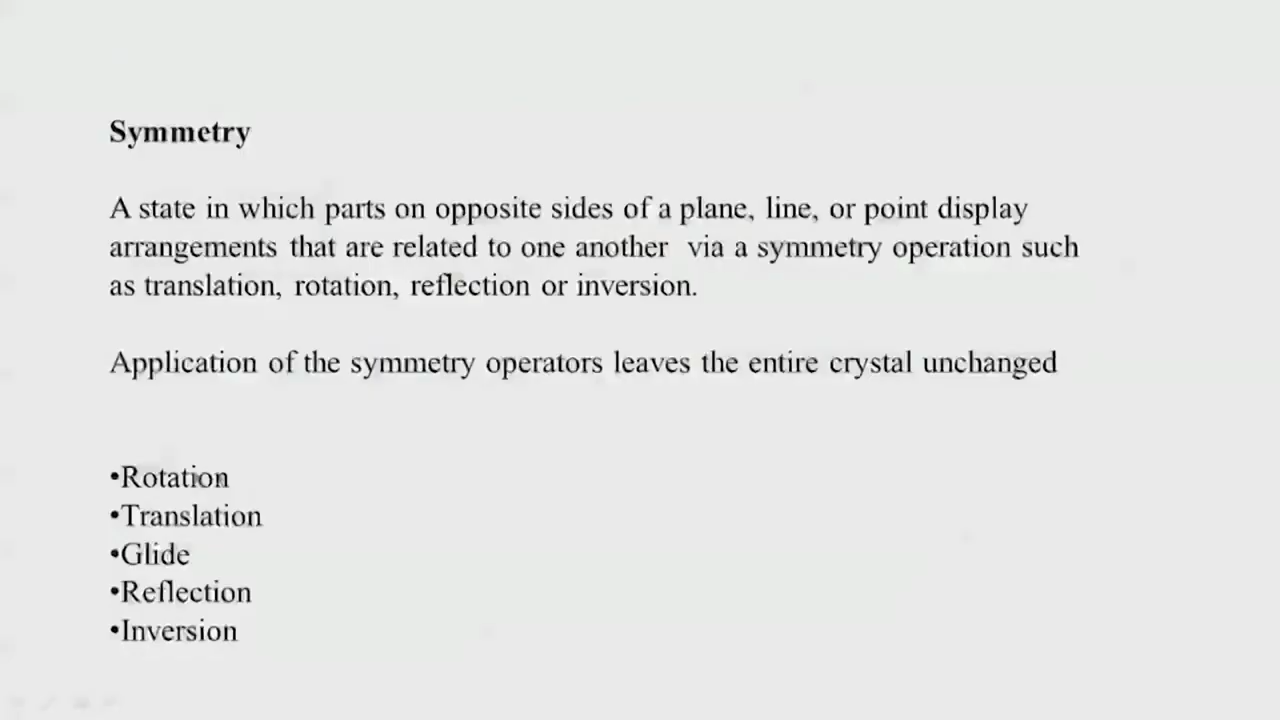 Symmetry
A state in which parts on opposite sides of a plane, line, or point display
arrangements that are related to one another via a symmetry operation such
as translation, rotation, reflection or inversion.
Application of the symmetry operators leaves the entire crystal unchanged
•Rotation
•Translation
•Glide
•Reflection
•Inversion